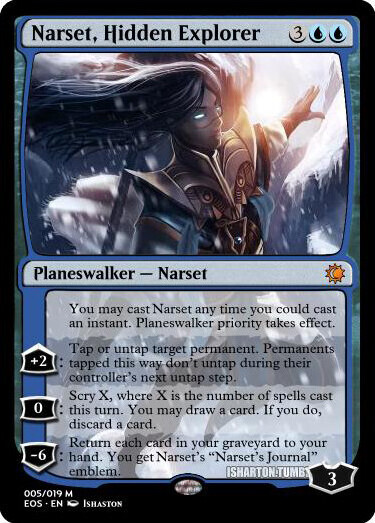 Narset, Hidden Explorer 3
Planeswalker — Narset
You may cast Narset any time you could cast
an instant. Planeswalker priority takes effect.
+2: Tap or untap target permanent. Permanents
tapped this way don't untap during their
controller's next untap step.
0: Scry X, where X is the number of spells cast
this turn. You may draw a card. If you do,
discard a card.
-6: Return each card in your graveyard to your
hand. You get Narset's "Narset's Journal"
emblem.
ISHARTON.TUMB
3
005/019 M
EOS • EN Ishaston